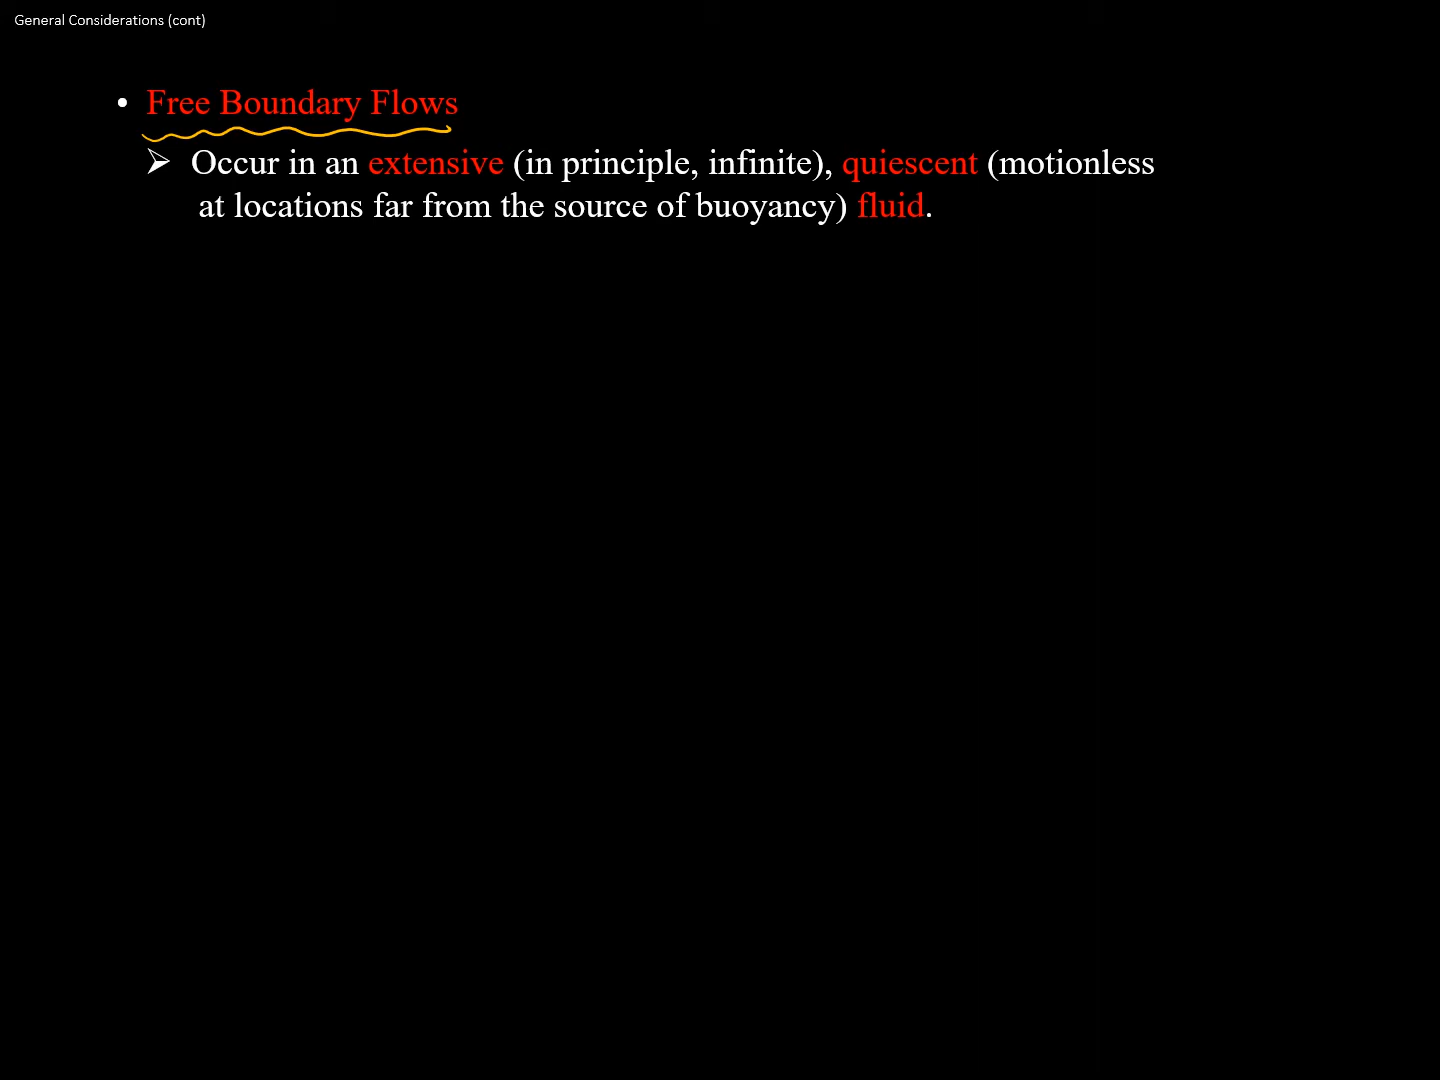 General Considerations (cont)
• Free Boundary Flows
➢ Occur in an extensive (in principle, infinite), quiescent (motionless
at locations far from the source of buoyancy) fluid.